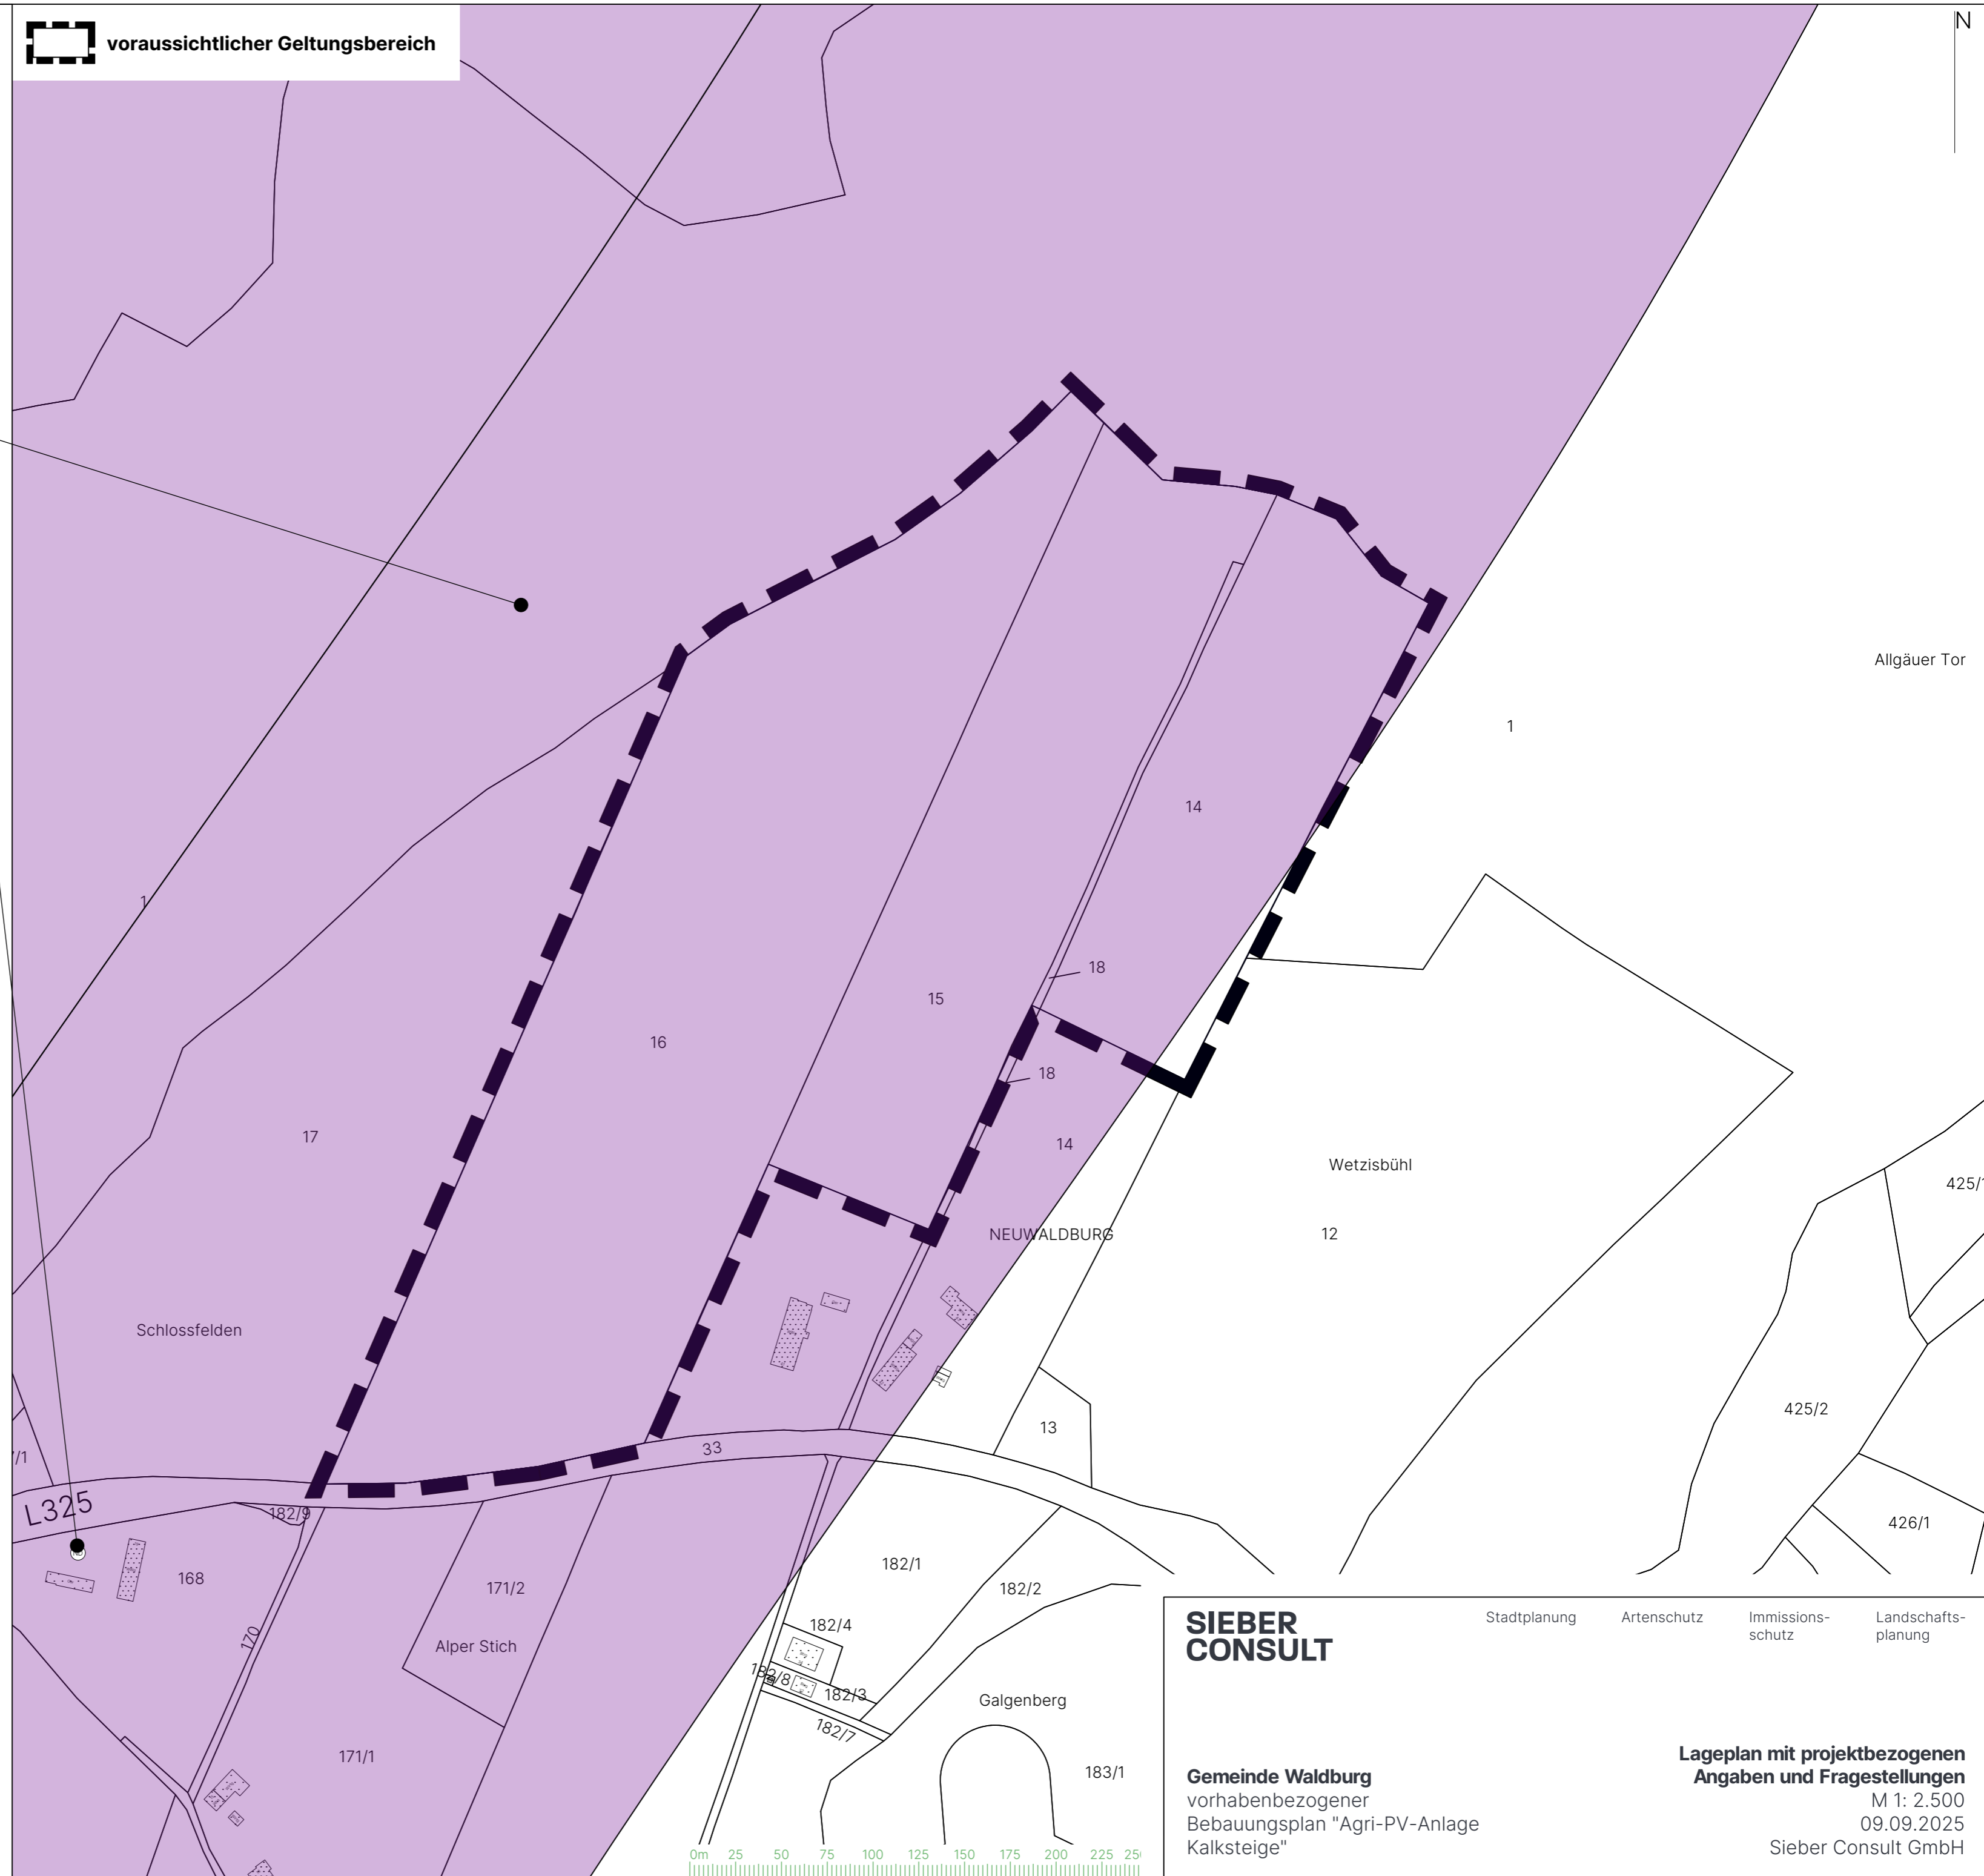 voraussichtlicher Geltungsbereich
N
Allgäuer Tor
1
14
1
18
15
16
18
17
14
Wetzisbühl
425/1
12
NEUWALDBURG
Schlossfelden
425/2
13
33
/1
L325
182/9
426/1
182/1
168
171/2
182/2
182/4
170
Alper Stich
182/8
182/3
Galgenberg
182/7
171/1
183/1
SIEBER
CONSULT
Stadtplanung
Artenschutz
Immissions-
schutz
Landschafts-
planung
Lageplan mit projektbezogenen
Angaben und Fragestellungen
M 1: 2.500
09.09.2025
Sieber Consult GmbH
Gemeinde Waldburg
vorhabenbezogener
Bebauungsplan "Agri-PV-Anlage
Kalksteige"
0m 25 50 75 100 125 150 175 200 225 25